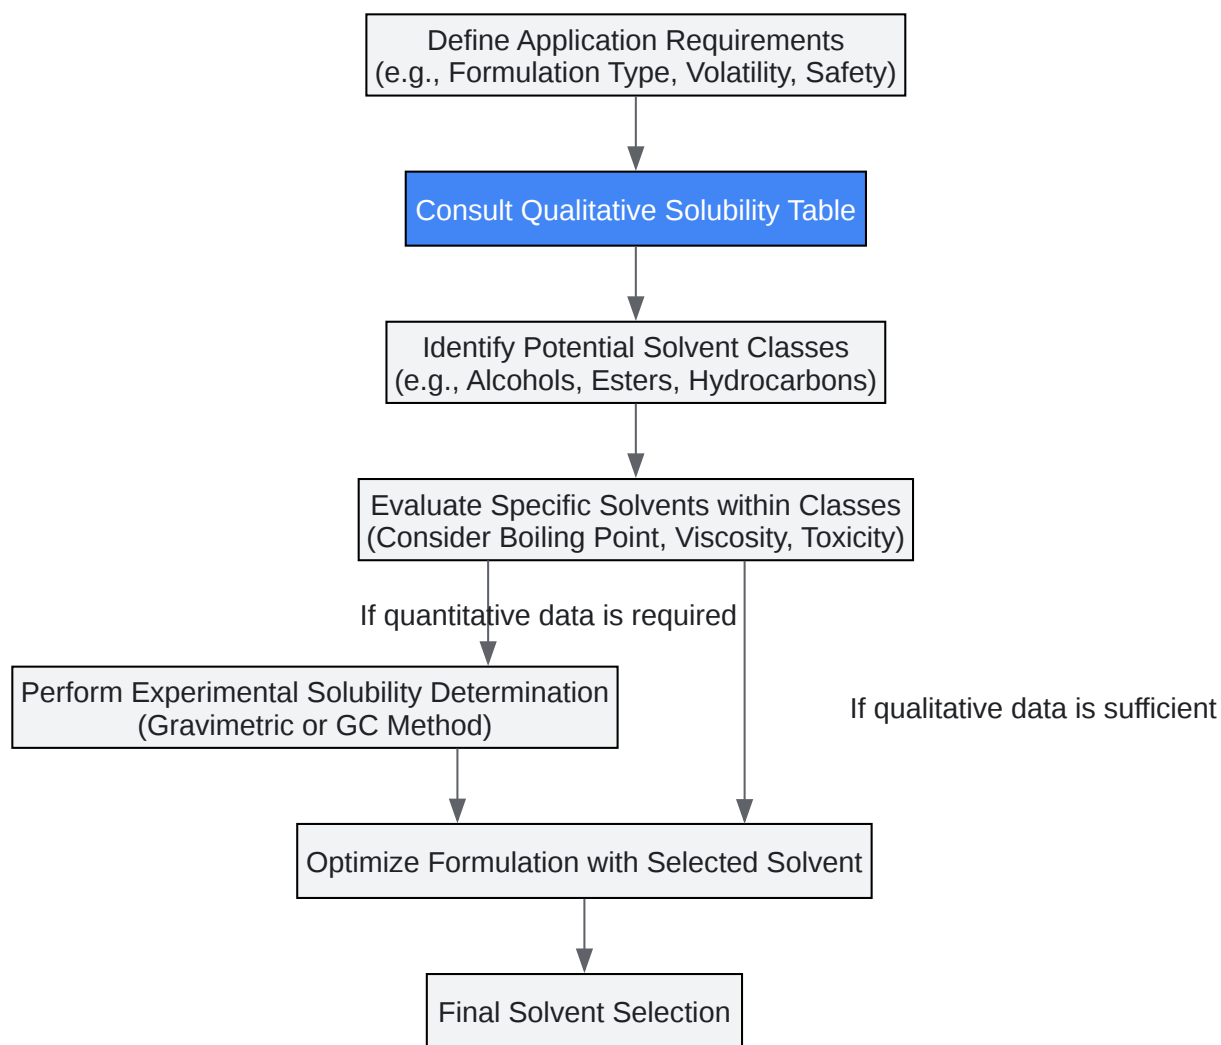 Define Application Requirements
(e.g., Formulation Type, Volatility, Safety)
Consult Qualitative Solubility Table
Identify Potential Solvent Classes
(e.g., Alcohols, Esters, Hydrocarbons)
Evaluate Specific Solvents within Classes
(Consider Boiling Point, Viscosity, Toxicity)
If quantitative data is required
Perform Experimental Solubility Determination
(Gravimetric or GC Method)
If qualitative data is sufficient
Optimize Formulation with Selected Solvent
Final Solvent Selection